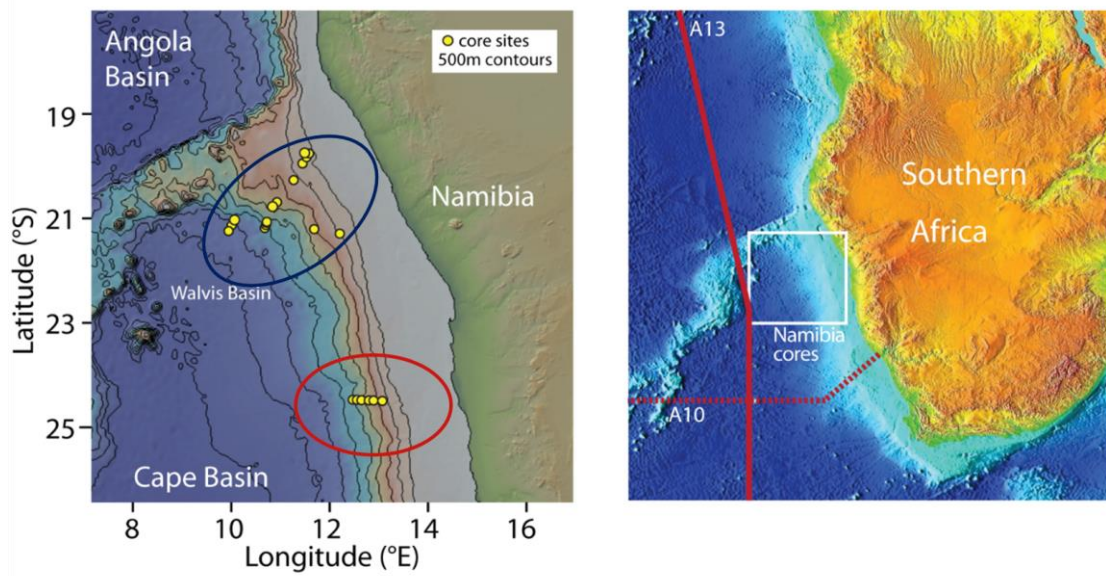 Angola
Basin
core sites
500m contours
19
21
23
25
Latitude (°S)
Namibia
Walvis Basin
Cape Basin
8
10
12
14
16
Longitude (°E)
A13
Southern
Africa
Namibia
cores
A10